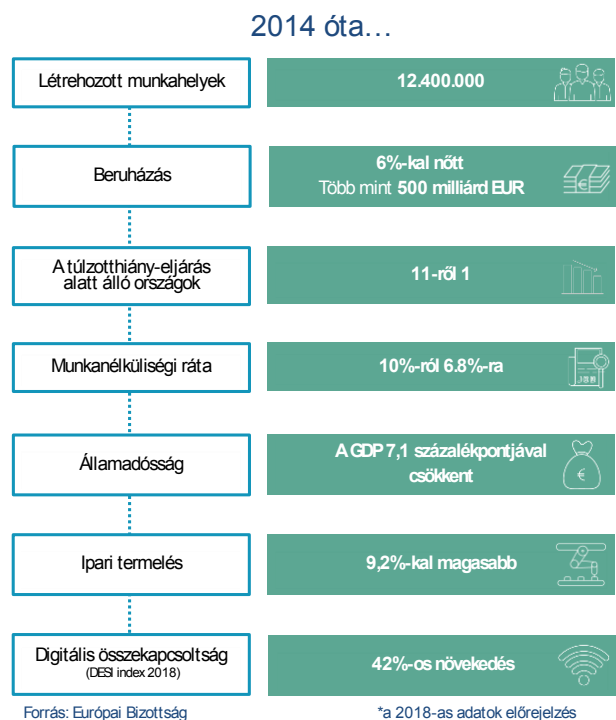 2014 óta…
Létrehozott munkahelyek
12.400.000
Beruházás
6%-kal nőtt
Több mint 500 milliárd EUR
A túlzotthiány-eljárás
alatt álló országok
11-ről 1
Munkanélküliségi ráta
10%-ról 6.8%-ra
JOB
Államadósság
A GDP 7,1 százalékpontjával
csökkent
Ipari termelés
9,2%-kal magasabb
Digitális összekapcsoltság
(DESI index 2018)
42%-os növekedés
Forrás: Európai Bizottság
*a 2018-as adatok előrejelzés